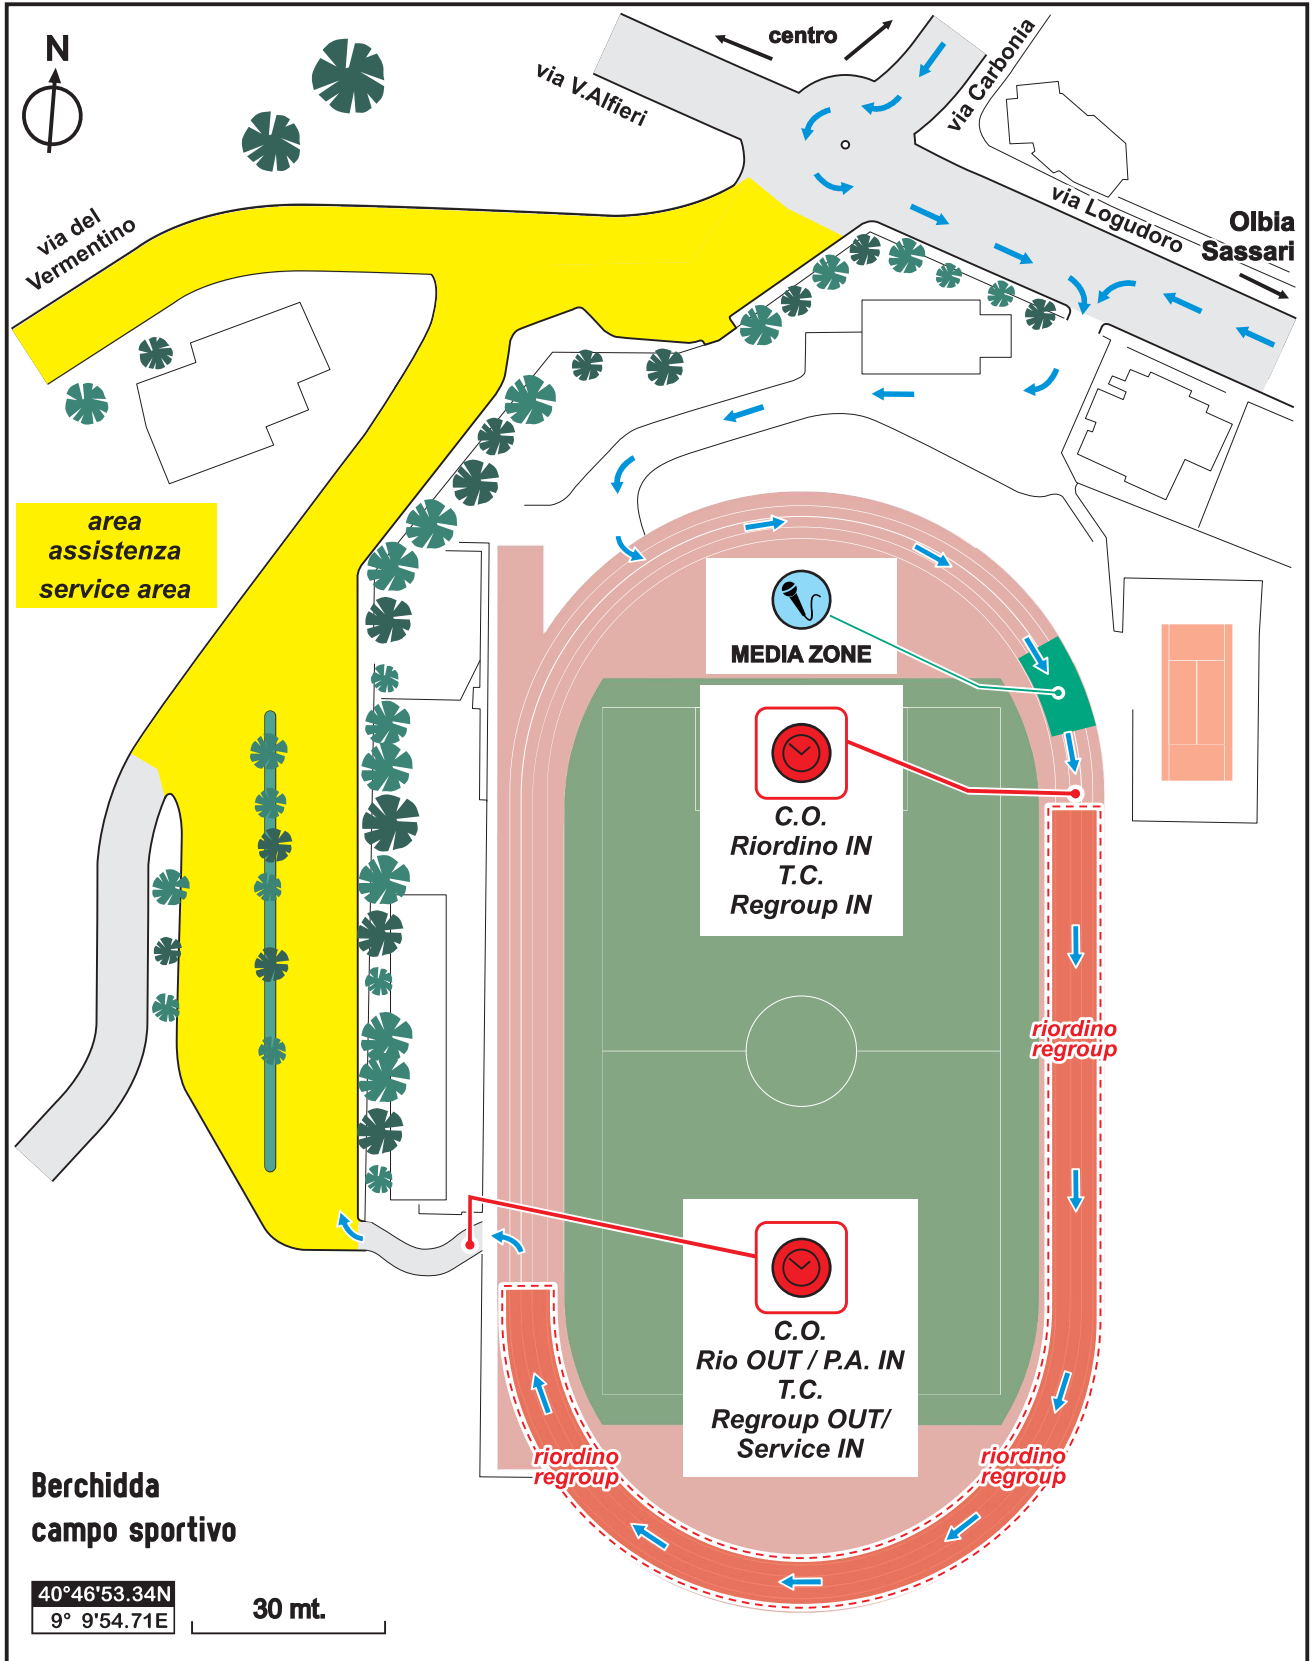 N
centro
via V.Alfieri
via Carbonia
via Logudoro
Olbia
Sassari
via del
Vermentino
area
assistenza
service area
MEDIA ZONE
C.O.
Riordino IN
T.C.
Regroup IN
riordino
regroup
C.O.
Rio OUT / P.A. IN
T.C.
Regroup OUT/
Service IN
riordino
regroup
riordino
regroup
Berchidda
campo sportivo
40°46'53.34N
9° 9'54.71E
30 mt.